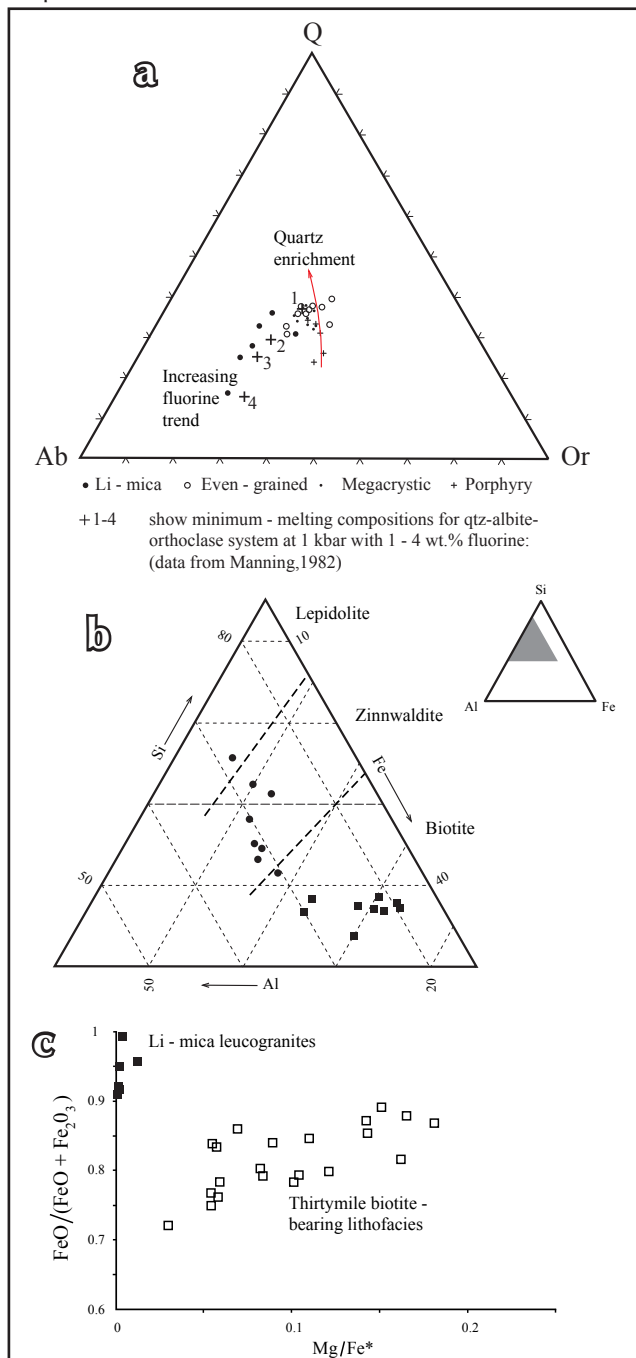 a
Q
Quartz
enrichment
1
2
3
4
Increasing
fluorine
trend
Ab
Or
• Li - mica ○ Even - grained · Megacrystic + Porphyry
+ 1-4 show minimum - melting compositions for qtz-albite-
orthoclase system at 1 kbar with 1 - 4 wt.% fluorine:
(data from Manning,1982)
b
Si
Al
Fe
Lepidolite
80
10
Zinnwaldite
Si
Fe
Biotite
50
40
50
Al
20
c
Li - mica leucogranites
Thirtymile biotite -
bearing lithofacies
FeO/(FeO + Fe₂0₃)
1
0.9
0.8
0.7
0.6
0
0.1
0.2
Mg/Fe*